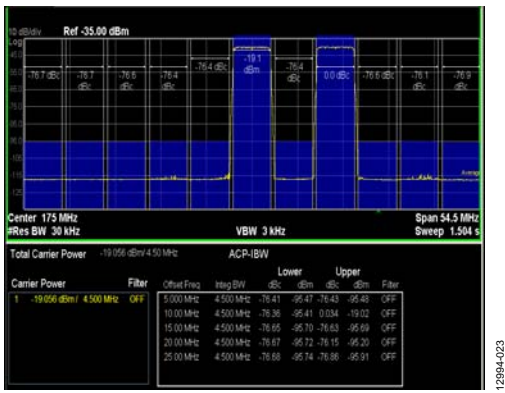 10 dB/div Ref -35.00 dBm
Log
-76.4 dBc -19.1 -76.4
-76.7 dBc -76.7 -76.6 -76.4 dBm dBc 0.0 dBc -76.6 dBc -76.1 -76.9
dBc dBc dBc dBc dBc
-105
-115
-125
Average
Center 175 MHz Span 54.5 MHz
#Res BW 30 kHz VBW 3 kHz Sweep 1.504 s
Total Carrier Power -19.056 dBm/ 4.50 MHz ACP-IBW
Lower Upper
Carrier Power Filter Offset Freq Integ BW dBc dBm dBc dBm Filter
1 -19.056 dBm / 4.500 MHz OFF 5.000 MHz 4.500 MHz -76.41 -95.47 -76.43 -95.48 OFF
10.00 MHz 4.500 MHz -76.36 -95.41 0.034 -19.02 OFF
15.00 MHz 4.500 MHz -76.65 -95.70 -76.63 -95.69 OFF
20.00 MHz 4.500 MHz -76.67 -95.72 -76.15 -95.20 OFF
25.00 MHz 4.500 MHz -76.68 -95.74 -76.86 -95.91 OFF
12994-023